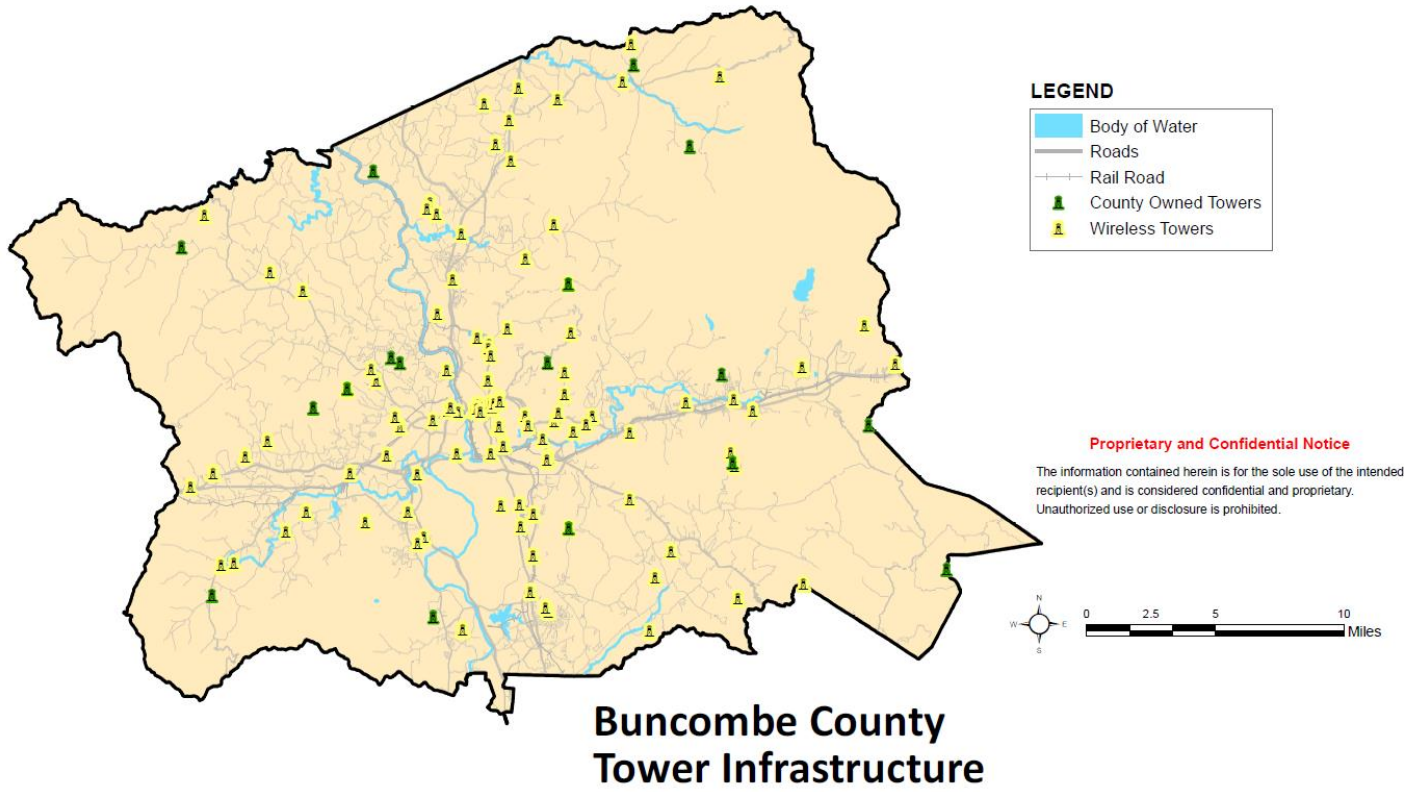 LEGEND
Body of Water
Roads
Rail Road
County Owned Towers
Wireless Towers
Proprietary and Confidential Notice
The information contained herein is for the sole use of the intended
recipient(s) and is considered confidential and proprietary.
Unauthorized use or disclosure is prohibited.
N
W E
S
0 2.5 5 10
Miles
Buncombe County
Tower Infrastructure